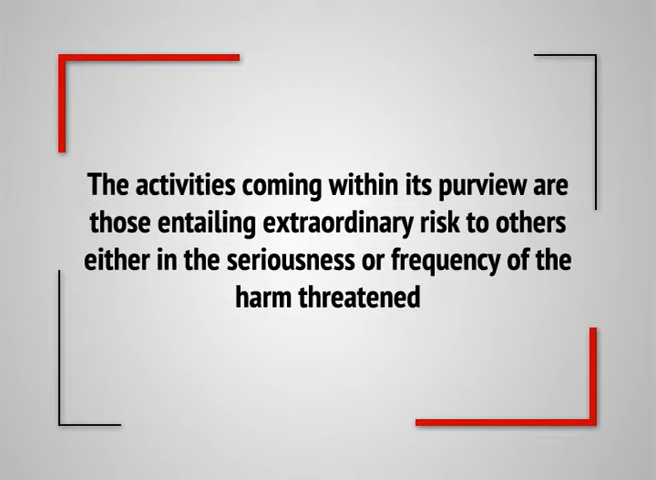 The activities coming within its purview are
those entailing extraordinary risk to others
either in the seriousness or frequency of the
harm threatened